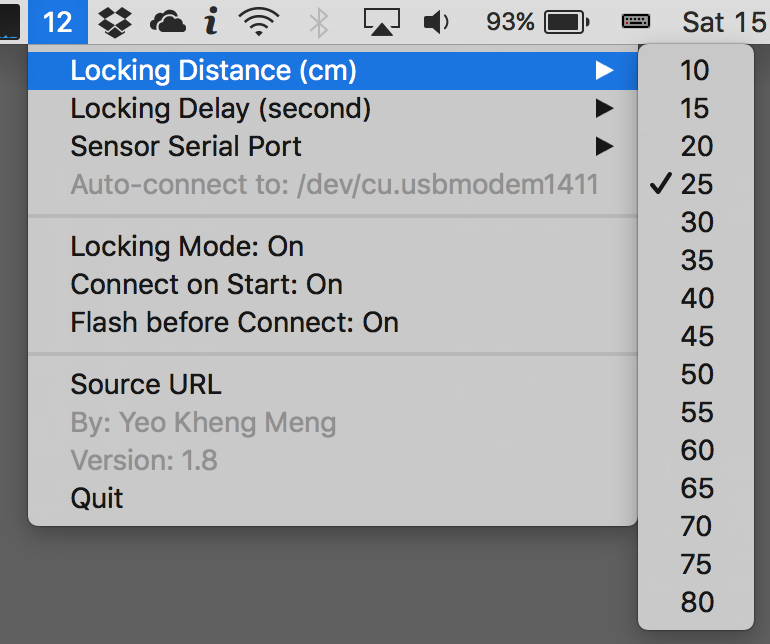 12 i 93% Sat 15
Locking Distance (cm)
Locking Delay (second)
Sensor Serial Port
Auto-connect to: /dev/cu.usbmodem1411
Locking Mode: On
Connect on Start: On
Flash before Connect: On
Source URL
By: Yeo Kheng Meng
Version: 1.8
Quit
10
15
20
25
30
35
40
45
50
55
60
65
70
75
80